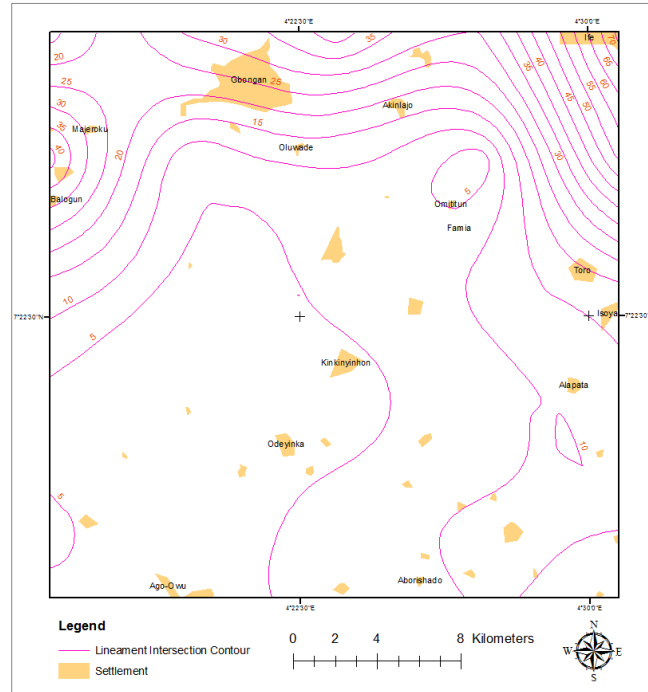 4°22'30"E
4°30'0"E
Ife
20
30
35
25
70
65
60
55
50
45
40
35
30
Gbongan
25
Akinlajo
30
35
40
Majeroku
15
20
Oluwade
Balogun
5
Omifitun
Famia
Toro
10
5
7°22'30"N
Isoya
7°22'30"N
Kinkinyinhon
Alapata
Odeyinka
10
5
Ago-Owu
Aborishado
4°22'30"E
4°30'0"E
Legend
Lineament Intersection Contour
Settlement
0 2 4 8 Kilometers
N
W E
S